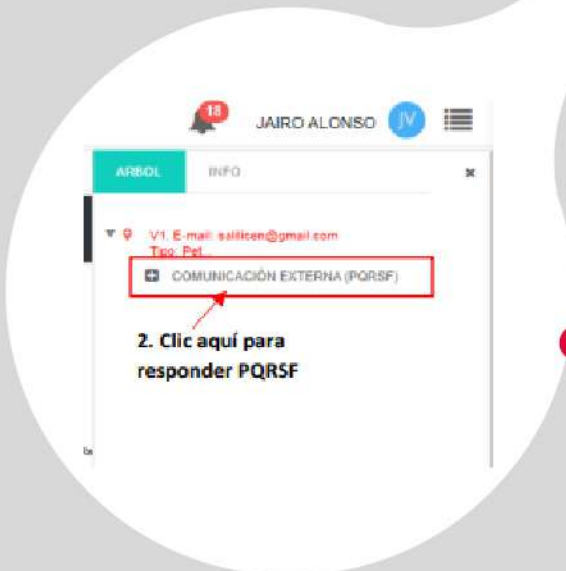 18
JAIRO ALONSO JV
ARBOL INFO
V1. E-mail: salilicen@gmail.com
Tipo: Pet...
COMUNICACIÓN EXTERNA (PQRSF)
2. Clic aquí para
responder PQRSF